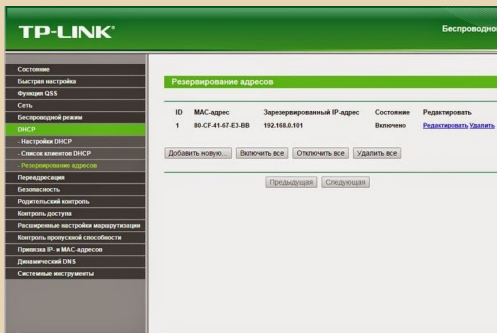 TP-LINK®
Беспроводно
Состояние
Быстрая настройка
Функция QSS
Сеть
Беспроводной режим
DHCP
- Настройки DHCP
- Список клиентов DHCP
- Резервирование адресов
Переадресация
Безопасность
Родительский контроль
Контроль доступа
Расширенные настройки маршрутизации
Контроль пропускной способности
Привязка IP- и MAC-адресов
Динамический DNS
Системные инструменты
Резервирование адресов
ID MAC-адрес Зарезервированный IP-адрес Состояние Редактировать
1 80-CF-41-67-E3-BB 192.168.0.101 Включено Редактировать Удалить
Добавить новую... Включить все Отключить все Удалить все
Предыдущая Следующая